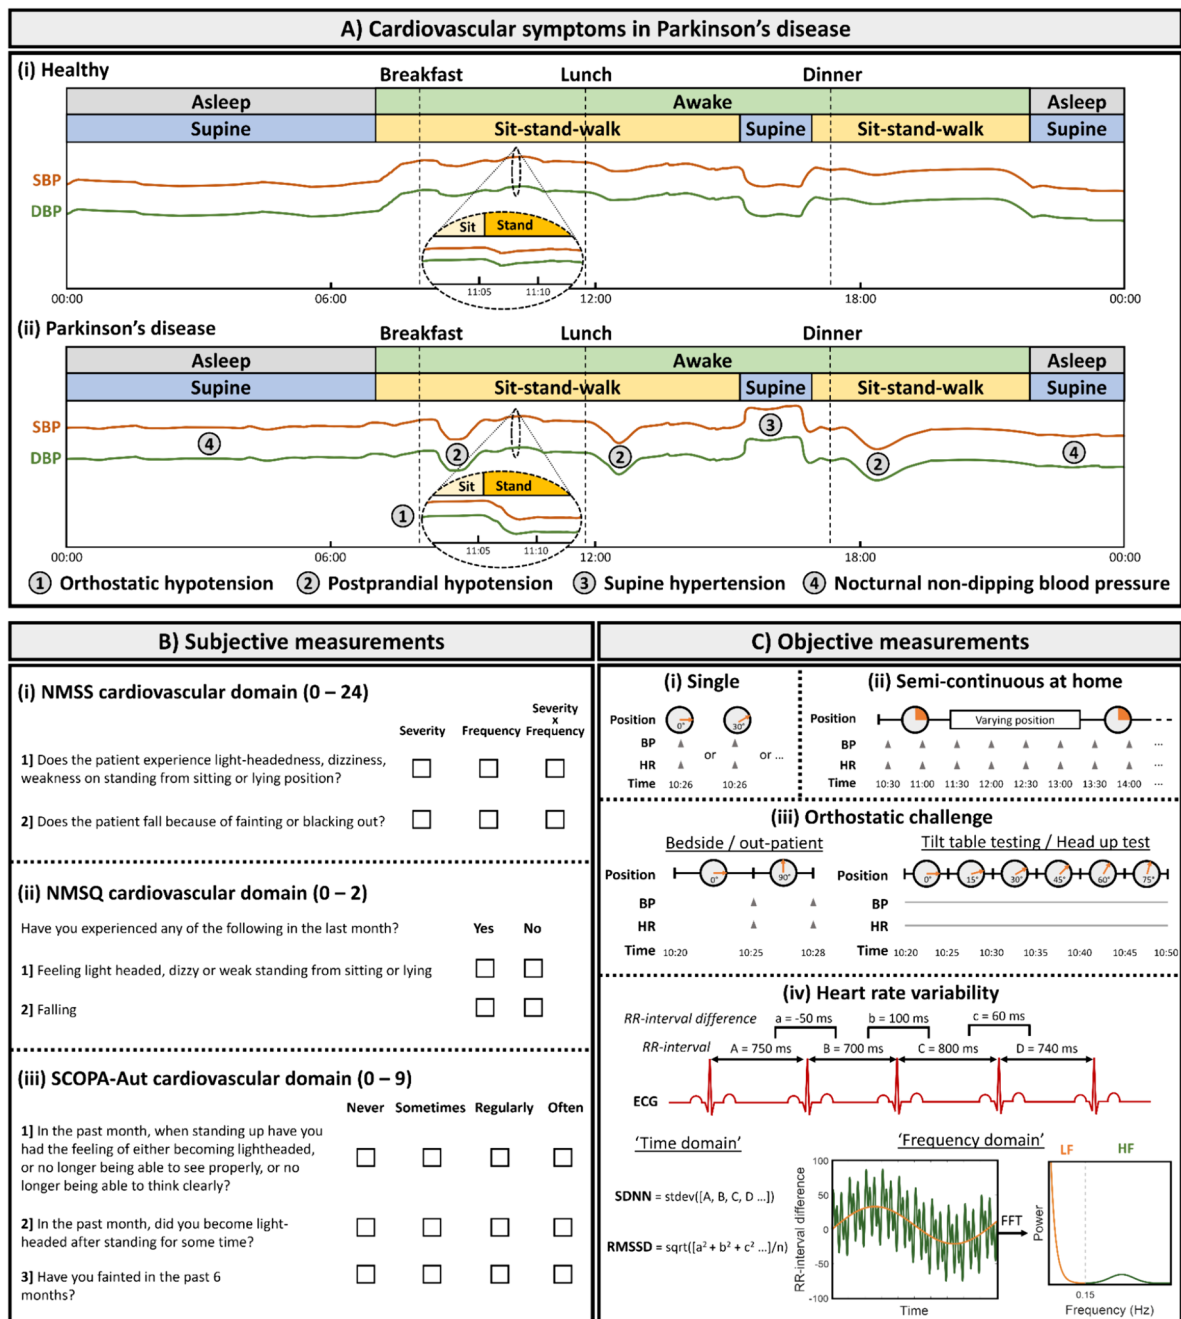 A) Cardiovascular symptoms in Parkinson's disease
(i) Healthy
Breakfast Lunch Dinner
Asleep Awake Asleep
Supine Sit-stand-walk Supine Sit-stand-walk Supine
SBP
DBP
Sit Stand
11:05 11:10
00:00 06:00 12:00 18:00 00:00
(ii) Parkinson's disease
Breakfast Lunch Dinner
Asleep Awake Asleep
Supine Sit-stand-walk Supine Sit-stand-walk Supine
SBP
3
4 2 2 2 4
DBP
Sit Stand
1
11:05 11:10
00:00 06:00 12:00 18:00 00:00
1 Orthostatic hypotension 2 Postprandial hypotension 3 Supine hypertension 4 Nocturnal non-dipping blood pressure
B) Subjective measurements
(i) NMSS cardiovascular domain (0 – 24)
Severity Frequency Severity x Frequency
1] Does the patient experience light-headedness, dizziness,
weakness on standing from sitting or lying position?
2] Does the patient fall because of fainting or blacking out?
(ii) NMSQ cardiovascular domain (0 – 2)
Have you experienced any of the following in the last month? Yes No
1] Feeling light headed, dizzy or weak standing from sitting or lying
2] Falling
(iii) SCOPA-Aut cardiovascular domain (0 – 9)
Never Sometimes Regularly Often
1] In the past month, when standing up have you
had the feeling of either becoming lightheaded,
or no longer being able to see properly, or no
longer being able to think clearly?
2] In the past month, did you become light-
headed after standing for some time?
3] Have you fainted in the past 6
months?
C) Objective measurements
(i) Single
Position 0° 30°
BP
or or ...
HR
Time 10:26 10:26
(ii) Semi-continuous at home
Position Varying position
BP ...
HR ...
Time 10:30 11:00 11:30 12:00 12:30 13:00 13:30 14:00 ...
(iii) Orthostatic challenge
Bedside / out-patient
Position 0° 90°
BP
HR
Time 10:20 10:25 10:28
Tilt table testing / Head up test
Position 0° 15° 30° 45° 60° 75°
BP
HR
Time 10:20 10:25 10:30 10:35 10:40 10:45 10:50
(iv) Heart rate variability
RR-interval difference a = -50 ms b = 100 ms c = 60 ms
RR-interval A = 750 ms B = 700 ms C = 800 ms D = 740 ms
ECG
'Time domain'
SDNN = stdev([A, B, C, D ...])
RMSSD = sqrt([a² + b² + c² ...]/n)
'Frequency domain'
RR-interval difference
100
50
0
-50
-100
Time
FFT
LF HF
Power
0.15
Frequency (Hz)